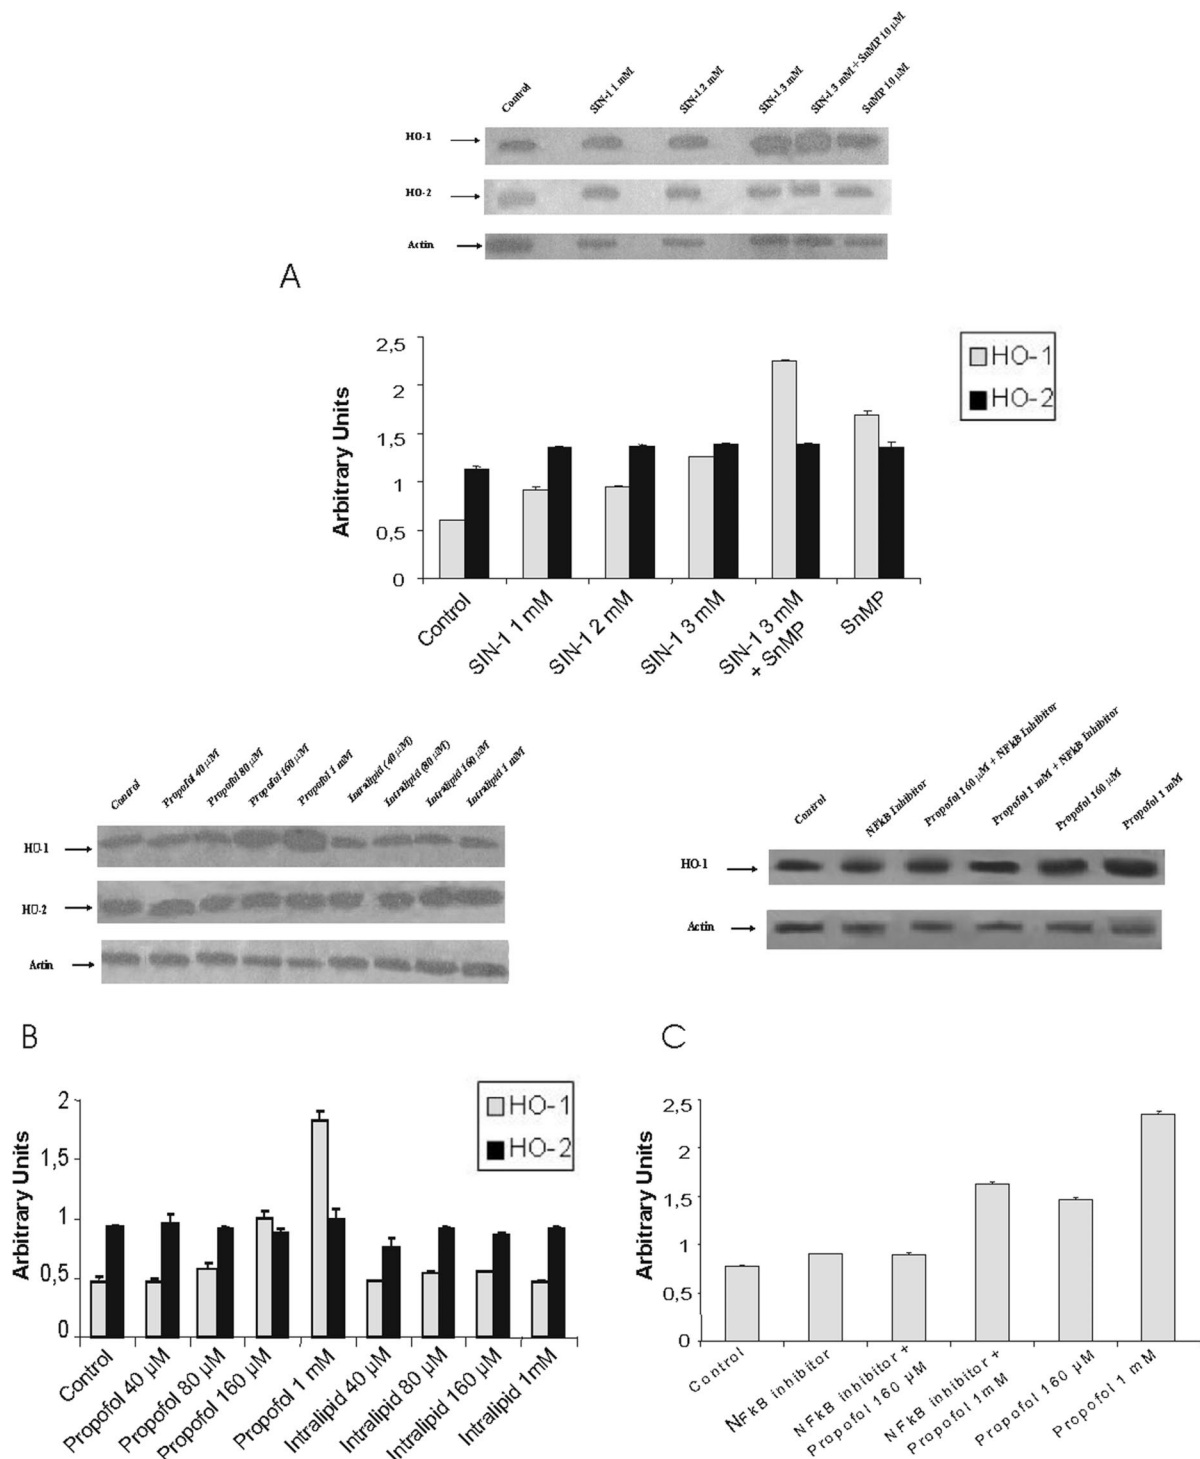 Control
SIN-1 1 mM
SIN-1 2 mM
SIN-1 3 mM
SIN-1 3 mM + SnMP 10 µM
SnMP 10 µM
HO-1
HO-2
Actin
A
2,5
2
1,5
1
0,5
0
Arbitrary Units
HO-1
HO-2
Control
SIN-1 1 mM
SIN-1 2 mM
SIN-1 3 mM
SIN-1 3 mM
+ SnMP
SnMP
Control
Propofol 40 µM
Propofol 80 µM
Propofol 160 µM
Propofol 1 mM
Intralipid (40 µM)
Intralipid (80 µM)
Intralipid 160 µM
Intralipid 1 mM
HO-1
HO-2
Actin
B
2
1,5
1
0,5
0
Arbitrary Units
HO-1
HO-2
Control
Propofol 40 µM
Propofol 80 µM
Propofol 160 µM
Propofol 1 mM
Intralipid 40 µM
Intralipid 80 µM
Intralipid 160 µM
Intralipid 1mM
Control
NFkB Inhibitor
Propofol 160 µM + NFkB Inhibitor
Propofol 1 mM + NFkB Inhibitor
Propofol 160 µM
Propofol 1 mM
HO-1
Actin
C
2,5
2
1,5
1
0,5
0
Arbitrary Units
Control
NFkB inhibitor
NFkB inhibitor +
Propofol 160 µM
NFkB inhibitor +
Propofol 1mM
Propofol 160 µM
Propofol 1 mM